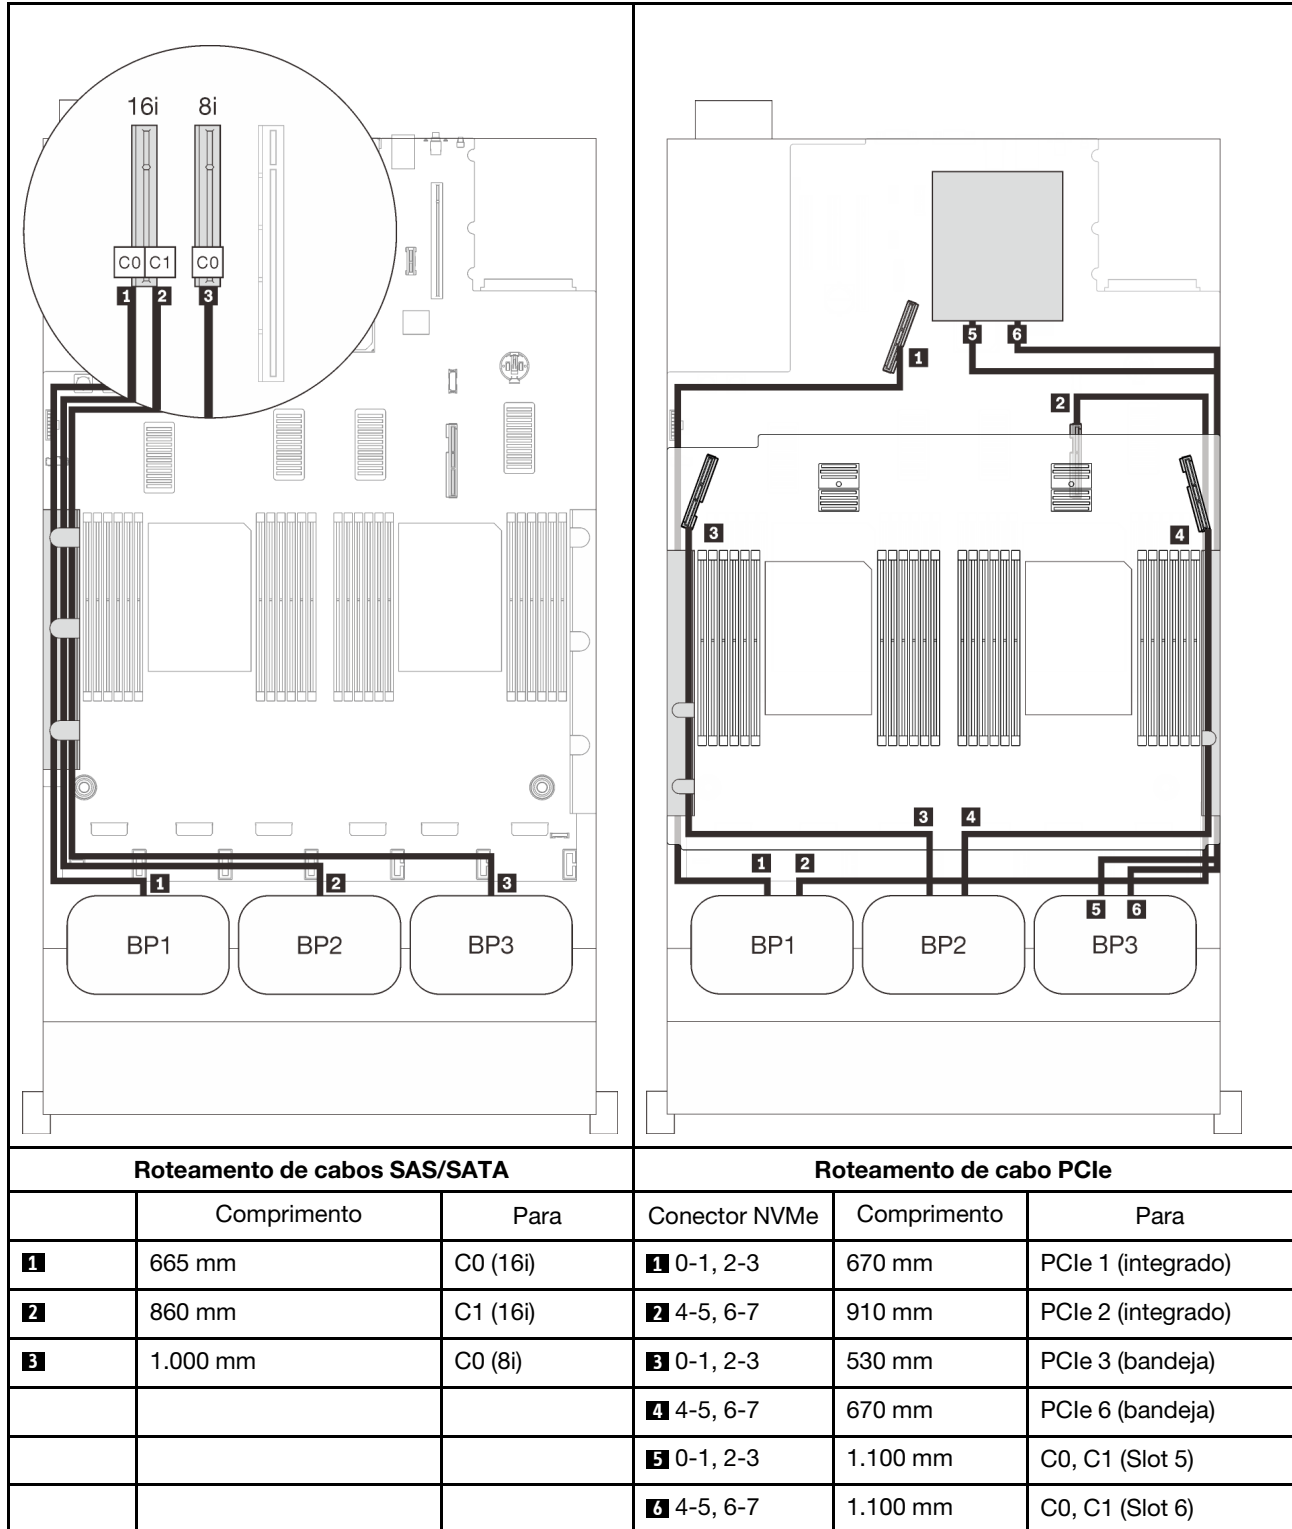 16i 8i
C0 C1 C0
1 2 3
1 2 3
BP1 BP2 BP3
5 6
1
2
3 4
3 4
1 2
5 6
BP1 BP2 BP3
Roteamento de cabos SAS/SATA Roteamento de cabo PCIe
Comprimento Para Conector NVMe Comprimento Para
1 665 mm C0 (16i) 1 0-1, 2-3 670 mm PCIe 1 (integrado)
2 860 mm C1 (16i) 2 4-5, 6-7 910 mm PCIe 2 (integrado)
3 1.000 mm C0 (8i) 3 0-1, 2-3 530 mm PCIe 3 (bandeja)
4 4-5, 6-7 670 mm PCIe 6 (bandeja)
5 0-1, 2-3 1.100 mm C0, C1 (Slot 5)
6 4-5, 6-7 1.100 mm C0, C1 (Slot 6)